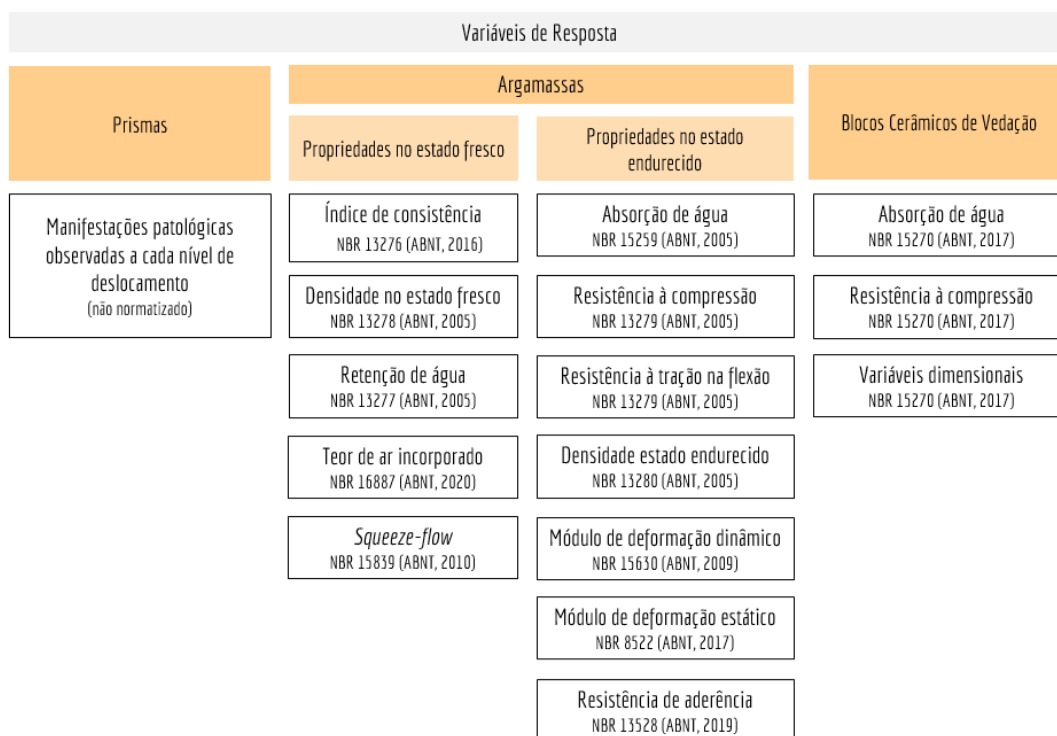 Variáveis de Resposta
Prismas
Manifestações patológicas
observadas a cada nível de
deslocamento
(não normatizado)
Argamassas
Propriedades no estado fresco
Índice de consistência
NBR 13276 (ABNT, 2016)
Densidade no estado fresco
NBR 13278 (ABNT, 2005)
Retenção de água
NBR 13277 (ABNT, 2005)
Teor de ar incorporado
NBR 16887 (ABNT, 2020)
Squeeze-flow
NBR 15839 (ABNT, 2010)
Propriedades no estado
endurecido
Absorção de água
NBR 15259 (ABNT, 2005)
Resistência à compressão
NBR 13279 (ABNT, 2005)
Resistência à tração na flexão
NBR 13279 (ABNT, 2005)
Densidade estado endurecido
NBR 13280 (ABNT, 2005)
Módulo de deformação dinâmico
NBR 15630 (ABNT, 2009)
Módulo de deformação estático
NBR 8522 (ABNT, 2017)
Resistência de aderência
NBR 13528 (ABNT, 2019)
Blocos Cerâmicos de Vedação
Absorção de água
NBR 15270 (ABNT, 2017)
Resistência à compressão
NBR 15270 (ABNT, 2017)
Variáveis dimensionais
NBR 15270 (ABNT, 2017)